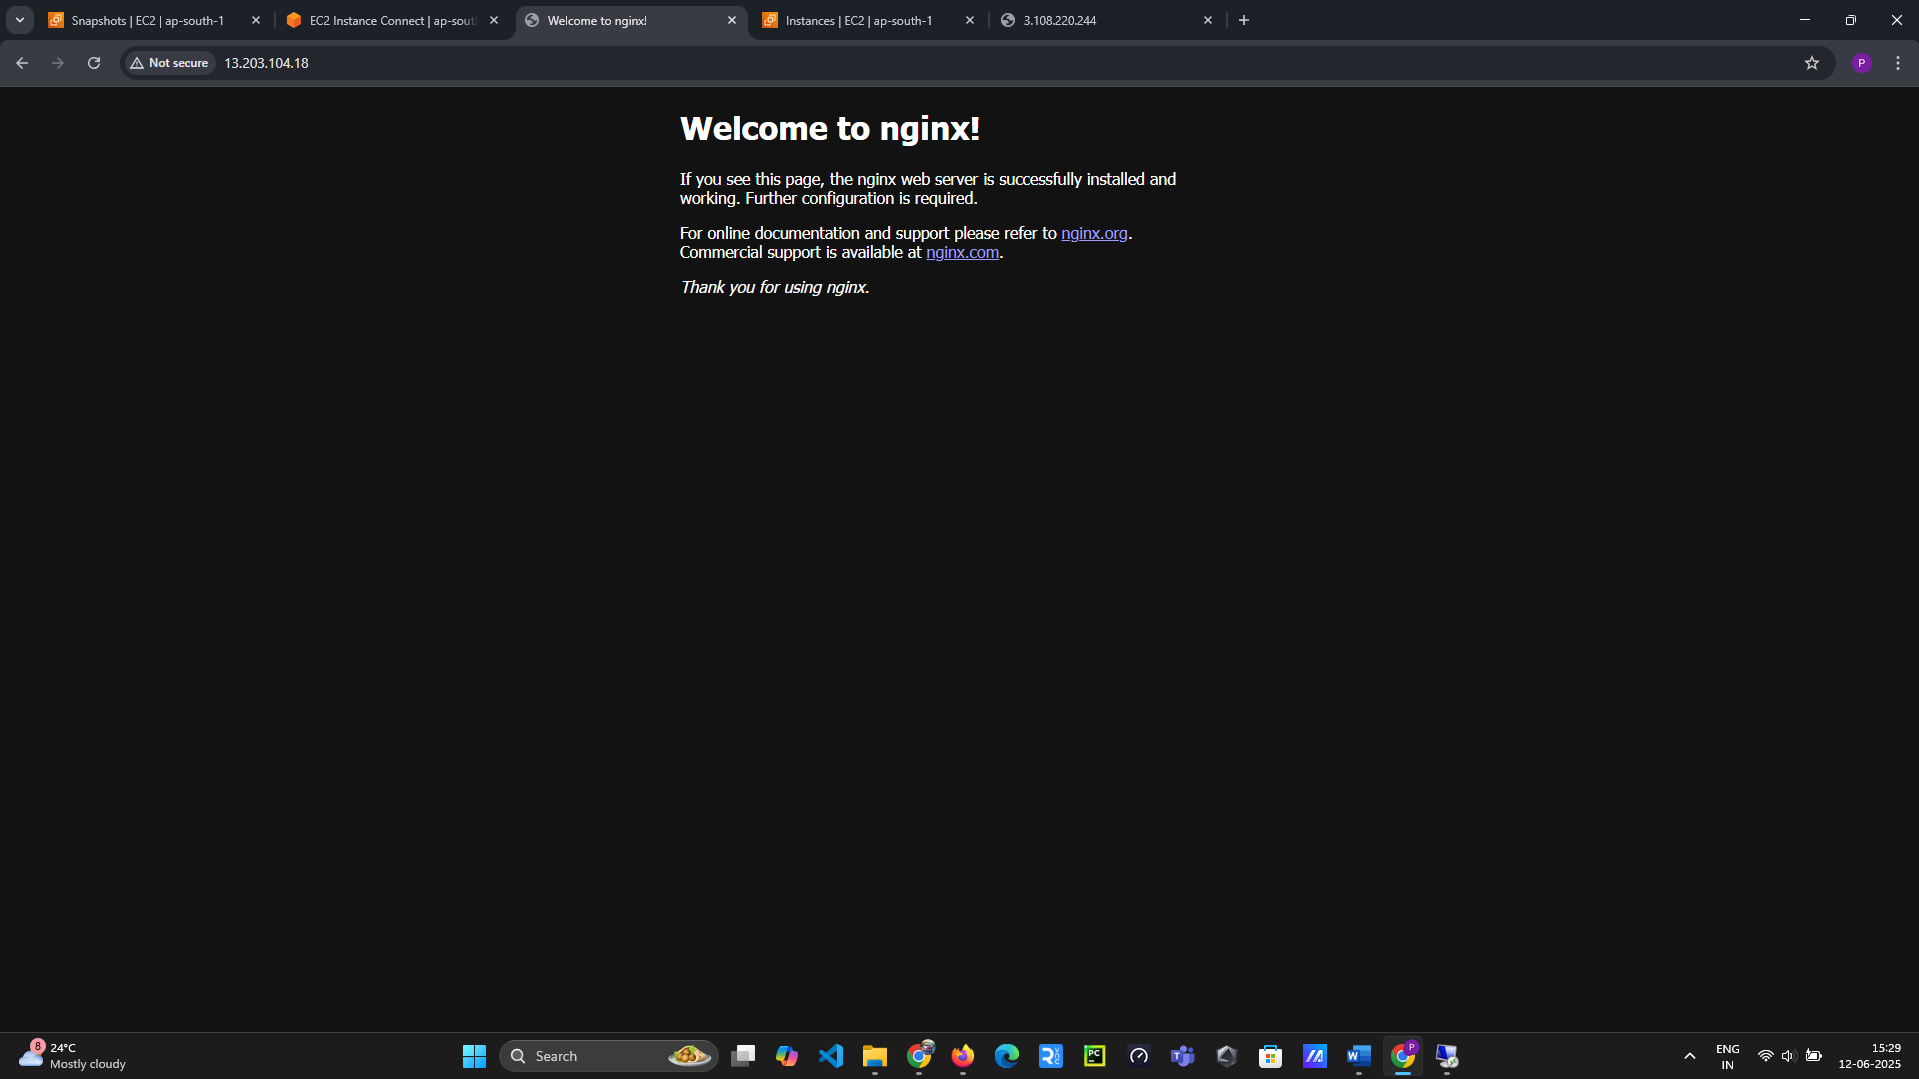 Snapshots | EC2 | ap-south-1
EC2 Instance Connect | ap-sout
Welcome to nginx!
Instances | EC2 | ap-south-1
3.108.220.244
Not secure
13.203.104.18
P
Welcome to nginx!
If you see this page, the nginx web server is successfully installed and
working. Further configuration is required.
For online documentation and support please refer to nginx.org.
Commercial support is available at nginx.com.
Thank you for using nginx.
8
24°C
Mostly cloudy
Search
PC
W
P
ENG
IN
15:29
12-06-2025